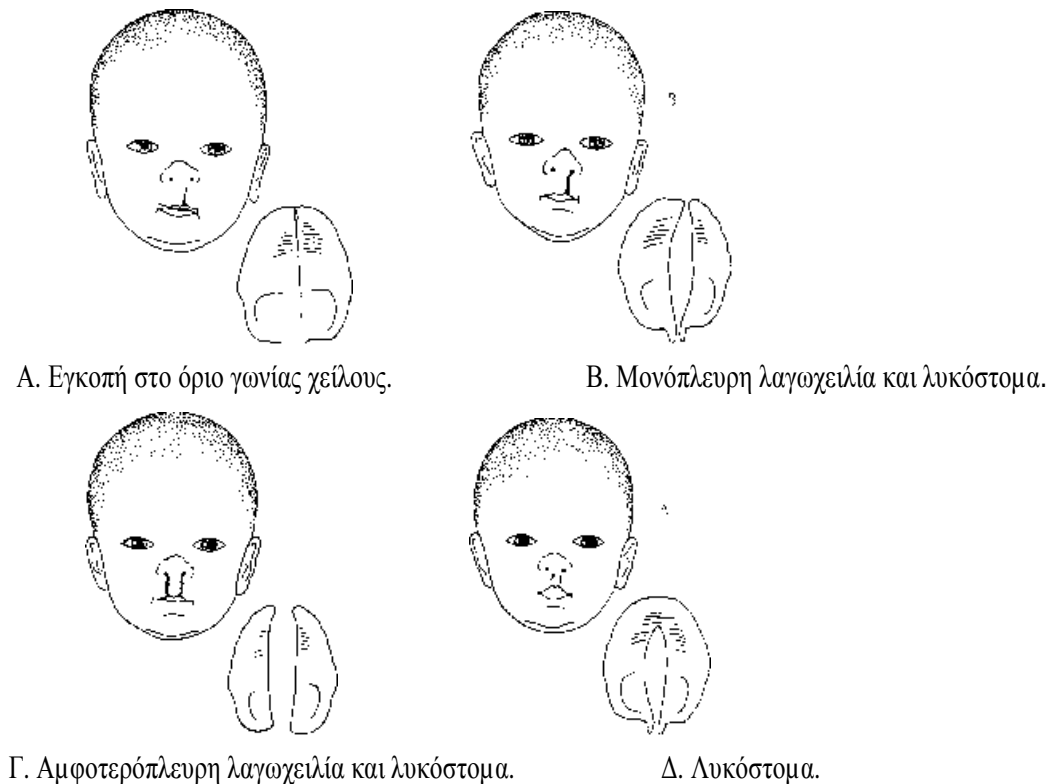 Α. Εγκοπή στο όριο γωνίας χείλους.
Β. Μονόπλευρη λαγωχειλία και λυκόστομα.
Γ. Αμφοτερόπλευρη λαγωχειλία και λυκόστομα.
Δ. Λυκόστομα.